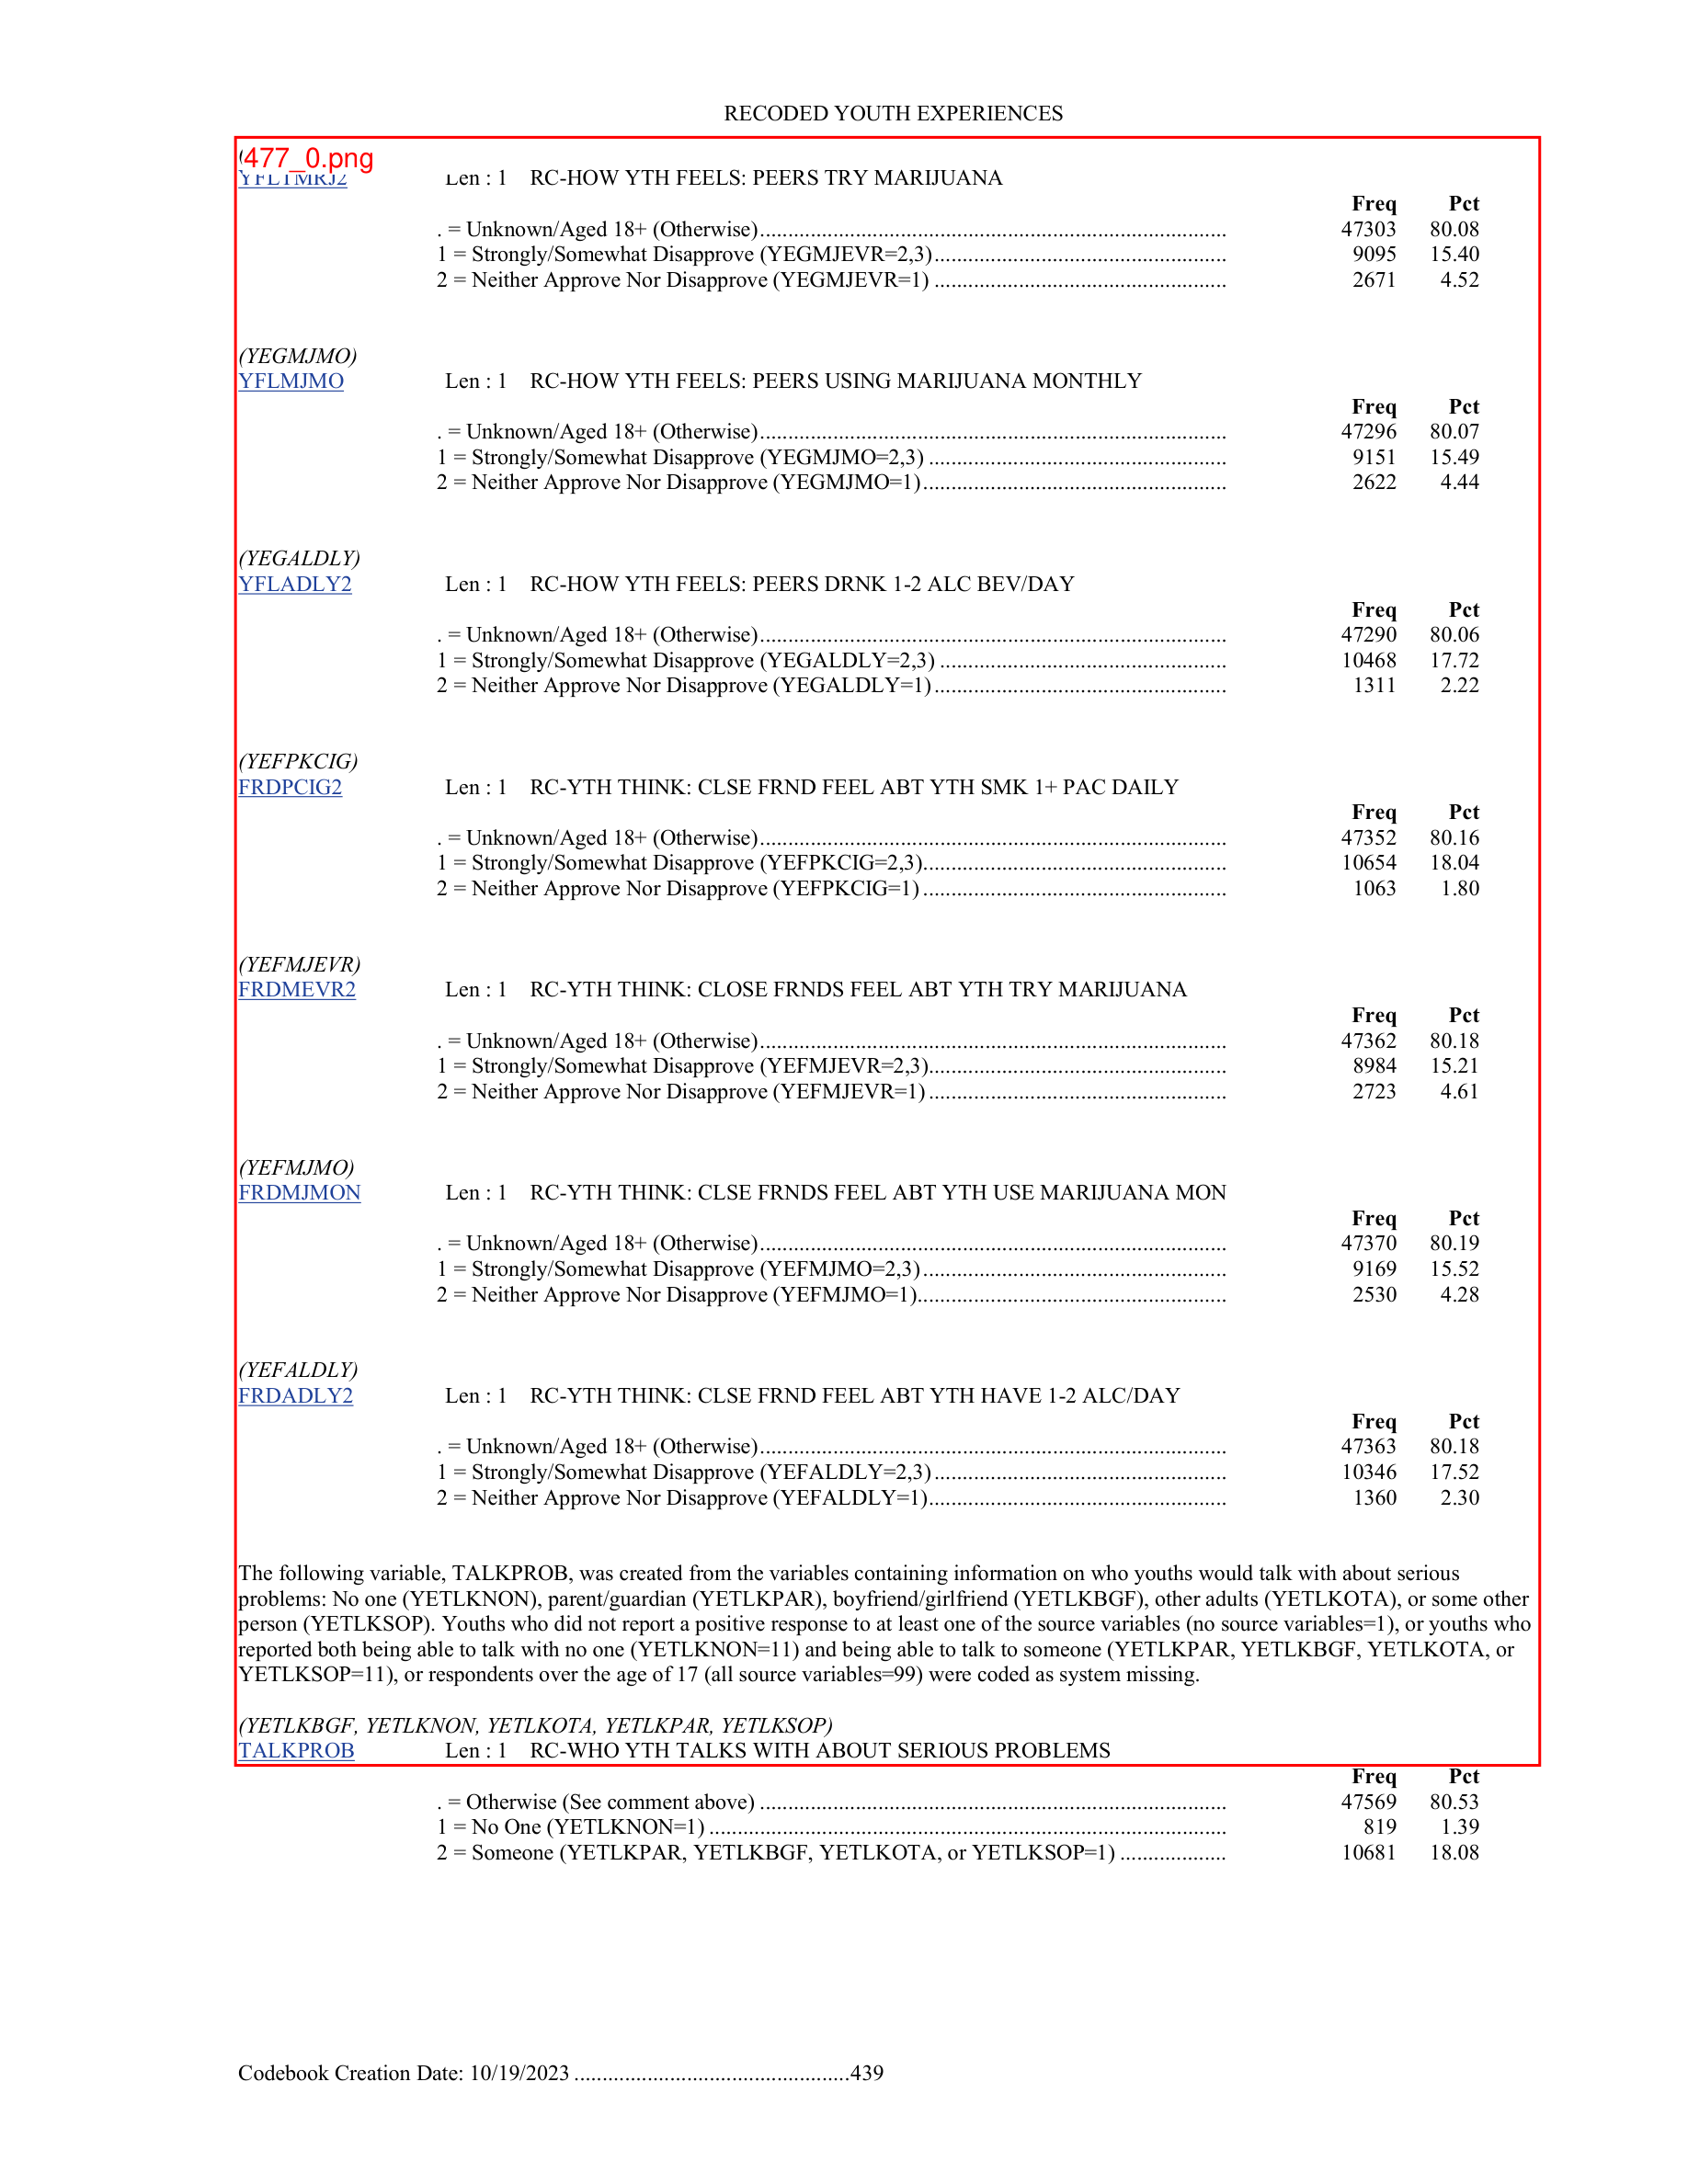 RECODED YOUTH EXPERIENCES
477_0.png
YFLTMRJ2 Len : 1 RC-HOW YTH FEELS: PEERS TRY MARIJUANA
Freq Pct
. = Unknown/Aged 18+ (Otherwise)................................................................................... 47303 80.08
1 = Strongly/Somewhat Disapprove (YEGMJEVR=2,3).................................................... 9095 15.40
2 = Neither Approve Nor Disapprove (YEGMJEVR=1) .................................................... 2671 4.52
(YEGMJMO)
YFLMJMO Len : 1 RC-HOW YTH FEELS: PEERS USING MARIJUANA MONTHLY
Freq Pct
. = Unknown/Aged 18+ (Otherwise)................................................................................... 47296 80.07
1 = Strongly/Somewhat Disapprove (YEGMJMO=2,3) ..................................................... 9151 15.49
2 = Neither Approve Nor Disapprove (YEGMJMO=1)...................................................... 2622 4.44
(YEGALDLY)
YFLADLY2 Len : 1 RC-HOW YTH FEELS: PEERS DRNK 1-2 ALC BEV/DAY
Freq Pct
. = Unknown/Aged 18+ (Otherwise)................................................................................... 47290 80.06
1 = Strongly/Somewhat Disapprove (YEGALDLY=2,3) ................................................... 10468 17.72
2 = Neither Approve Nor Disapprove (YEGALDLY=1).................................................... 1311 2.22
(YEFPKCIG)
FRDPCIG2 Len : 1 RC-YTH THINK: CLSE FRND FEEL ABT YTH SMK 1+ PAC DAILY
Freq Pct
. = Unknown/Aged 18+ (Otherwise)................................................................................... 47352 80.16
1 = Strongly/Somewhat Disapprove (YEFPKCIG=2,3)...................................................... 10654 18.04
2 = Neither Approve Nor Disapprove (YEFPKCIG=1)...................................................... 1063 1.80
(YEFMJEVR)
FRDMEVR2 Len : 1 RC-YTH THINK: CLOSE FRNDS FEEL ABT YTH TRY MARIJUANA
Freq Pct
. = Unknown/Aged 18+ (Otherwise)................................................................................... 47362 80.18
1 = Strongly/Somewhat Disapprove (YEFMJEVR=2,3)..................................................... 8984 15.21
2 = Neither Approve Nor Disapprove (YEFMJEVR=1)..................................................... 2723 4.61
(YEFMJMO)
FRDMJMON Len : 1 RC-YTH THINK: CLSE FRNDS FEEL ABT YTH USE MARIJUANA MON
Freq Pct
. = Unknown/Aged 18+ (Otherwise)................................................................................... 47370 80.19
1 = Strongly/Somewhat Disapprove (YEFMJMO=2,3)...................................................... 9169 15.52
2 = Neither Approve Nor Disapprove (YEFMJMO=1)....................................................... 2530 4.28
(YEFALDLY)
FRDADLY2 Len : 1 RC-YTH THINK: CLSE FRND FEEL ABT YTH HAVE 1-2 ALC/DAY
Freq Pct
. = Unknown/Aged 18+ (Otherwise)................................................................................... 47363 80.18
1 = Strongly/Somewhat Disapprove (YEFALDLY=2,3).................................................... 10346 17.52
2 = Neither Approve Nor Disapprove (YEFALDLY=1)..................................................... 1360 2.30
The following variable, TALKPROB, was created from the variables containing information on who youths would talk with about serious
problems: No one (YETLKNON), parent/guardian (YETLKPAR), boyfriend/girlfriend (YETLKBGF), other adults (YETLKOTA), or some other
person (YETLKSOP). Youths who did not report a positive response to at least one of the source variables (no source variables=1), or youths who
reported both being able to talk with no one (YETLKNON=11) and being able to talk to someone (YETLKPAR, YETLKBGF, YETLKOTA, or
YETLKSOP=11), or respondents over the age of 17 (all source variables=99) were coded as system missing.
(YETLKBGF, YETLKNON, YETLKOTA, YETLKPAR, YETLKSOP)
TALKPROB Len : 1 RC-WHO YTH TALKS WITH ABOUT SERIOUS PROBLEMS
Freq Pct
. = Otherwise (See comment above) ................................................................................... 47569 80.53
1 = No One (YETLKNON=1)............................................................................................ 819 1.39
2 = Someone (YETLKPAR, YETLKBGF, YETLKOTA, or YETLKSOP=1) ................... 10681 18.08
Codebook Creation Date: 10/19/2023 .................................................439